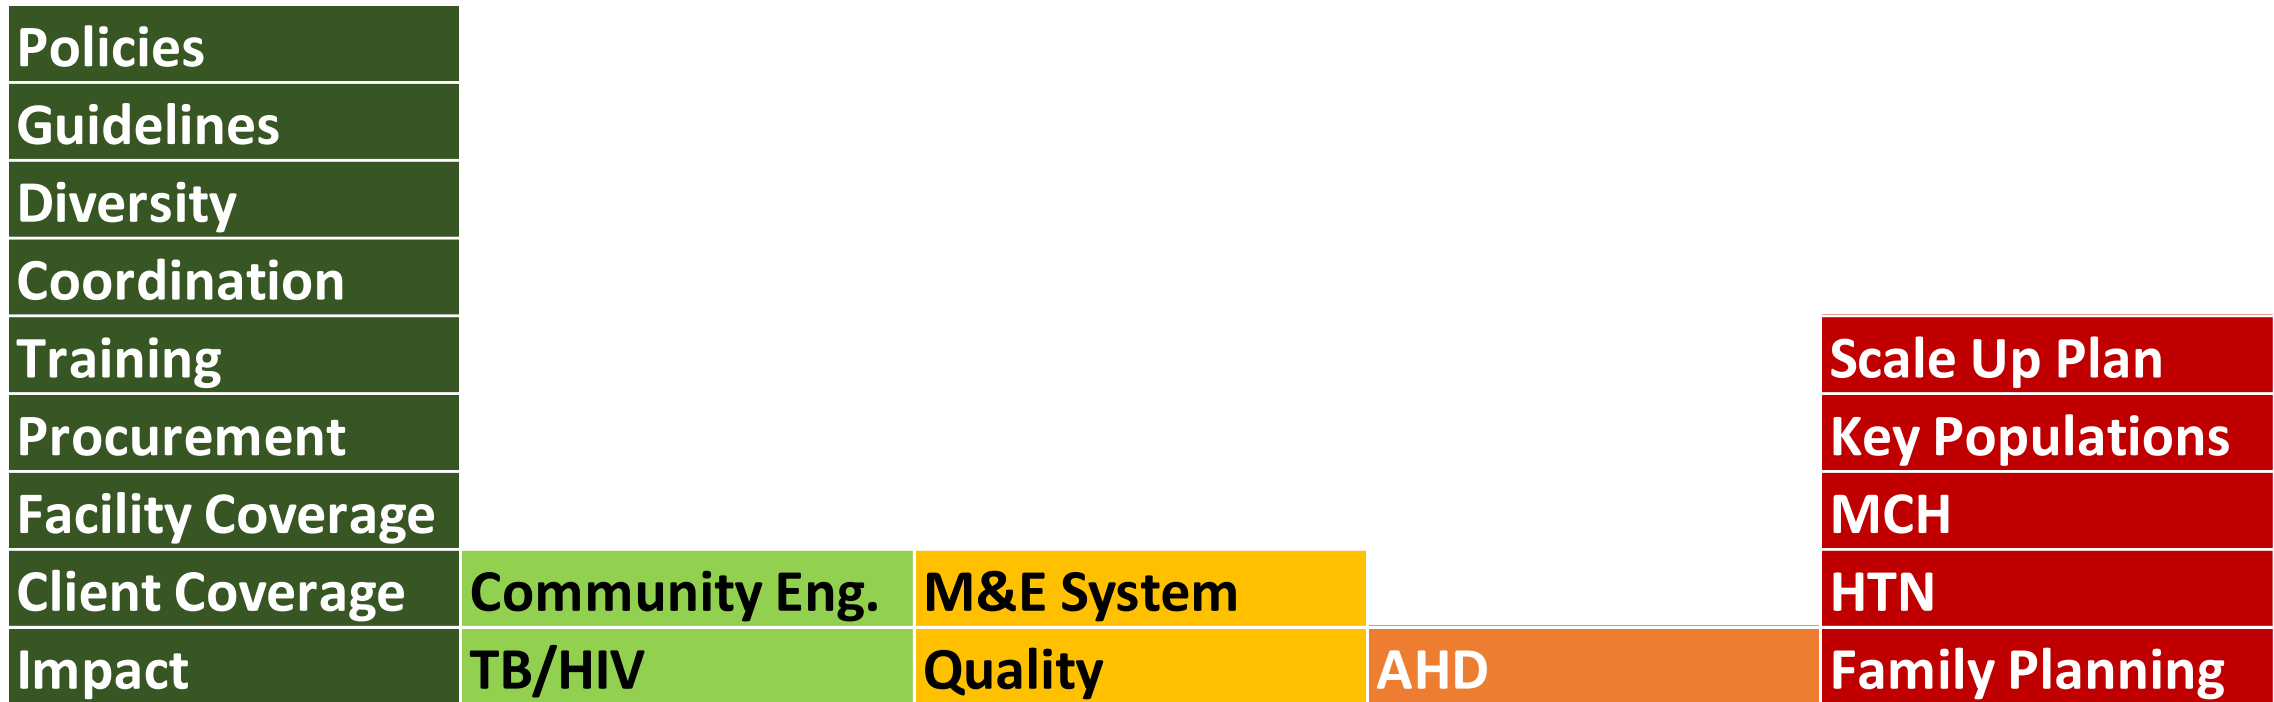 Policies
Guidelines
Diversity
Coordination
Training Scale Up Plan
Procurement Key Populations
Facility Coverage MCH
Client Coverage Community Eng. M&E System HTN
Impact TB/HIV Quality AHD Family Planning